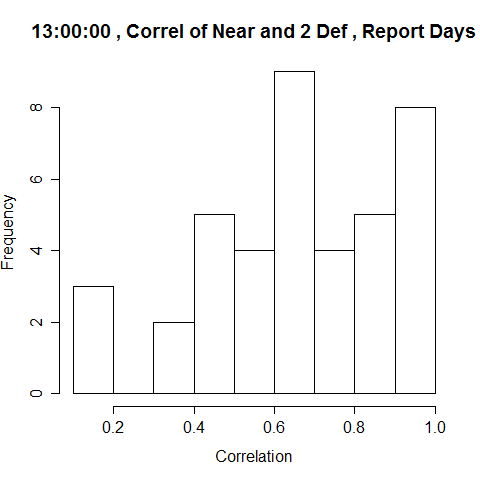 13:00:00 , Correl of Near and 2 Def , Report Days
Frequency
8
6
4
2
0
0.2 0.4 0.6 0.8 1.0
Correlation